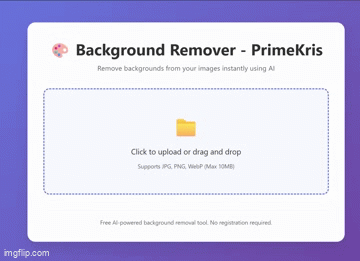 Background Remover - PrimeKris
Remove backgrounds from your images instantly using AI
Click to upload or drag and drop
Supports JPG, PNG, WebP (Max 10MB)
Free AI-powered background removal tool. No registration required.
imgflip.com